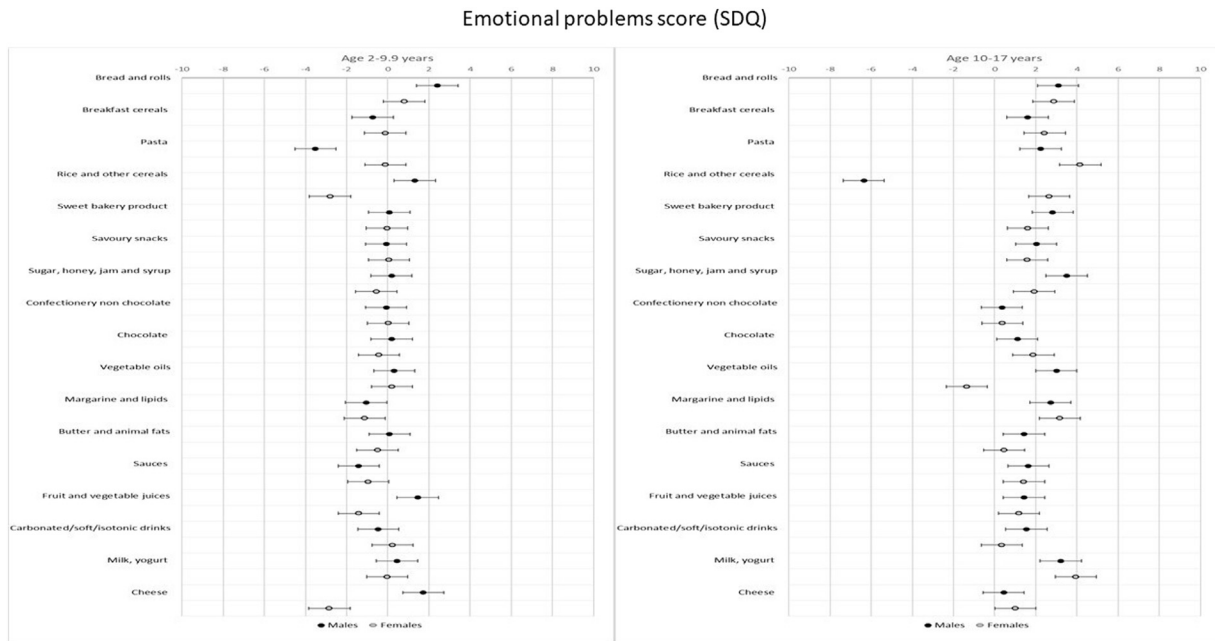 Emotional problems score (SDQ)
Age 2-9.9 years
-10 -8 -6 -4 -2 0 2 4 6 8 10
Bread and rolls
Breakfast cereals
Pasta
Rice and other cereals
Sweet bakery product
Savoury snacks
Sugar, honey, jam and syrup
Confectionery non chocolate
Chocolate
Vegetable oils
Margarine and lipids
Butter and animal fats
Sauces
Fruit and vegetable juices
Carbonated/soft/isotonic drinks
Milk, yogurt
Cheese
Males Females
Age 10-17 years
-10 -8 -6 -4 -2 0 2 4 6 8 10
Bread and rolls
Breakfast cereals
Pasta
Rice and other cereals
Sweet bakery product
Savoury snacks
Sugar, honey, jam and syrup
Confectionery non chocolate
Chocolate
Vegetable oils
Margarine and lipids
Butter and animal fats
Sauces
Fruit and vegetable juices
Carbonated/soft/isotonic drinks
Milk, yogurt
Cheese
Males Females